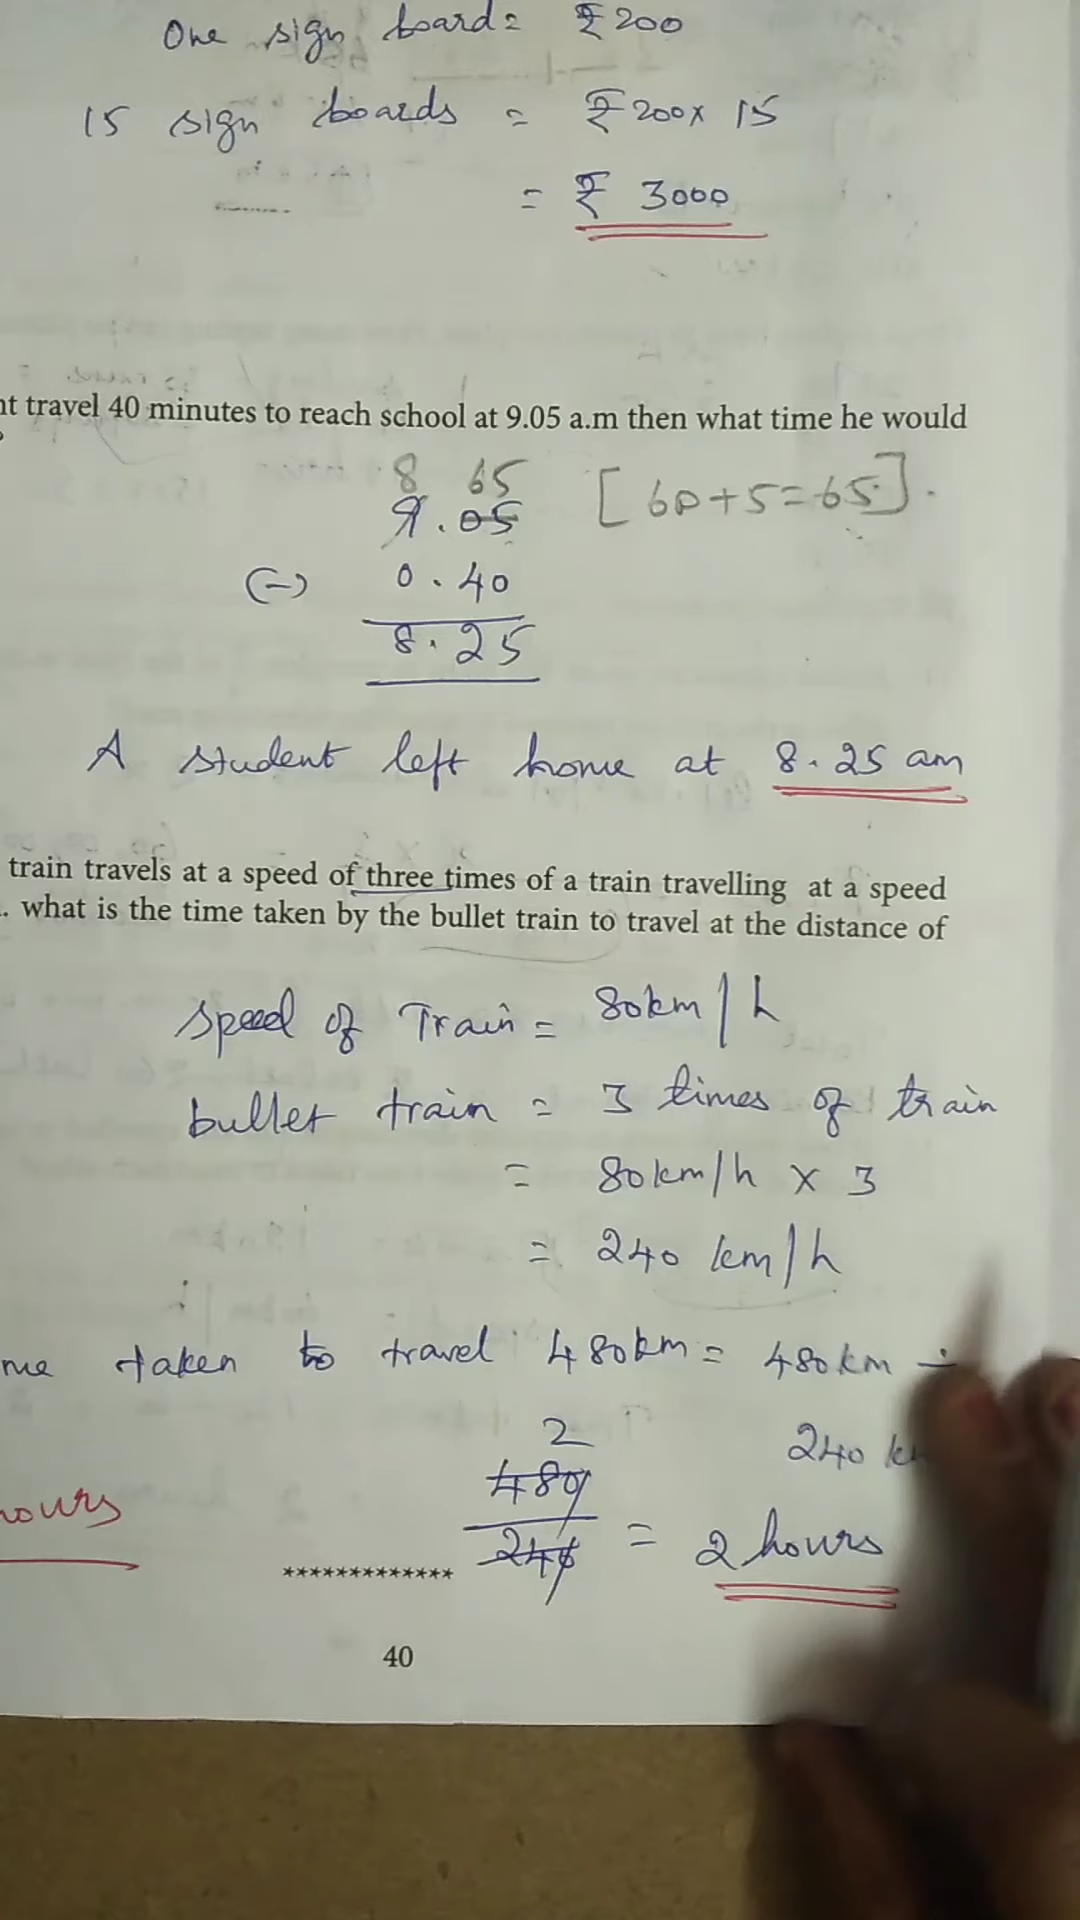 One sign board = ₹200
15 sign boards = ₹200x 15
= ₹ 3000
travel 40 minutes to reach school at 9.05 a.m then what time he would
8 65 [60+5=65].
9.05
(-) 0.40
8.25
A student left home at 8.25 am
train travels at a speed of three times of a train travelling at a speed
. what is the time taken by the bullet train to travel at the distance of
Speed of Train = 80km/h
bullet train = 3 times of train
= 80km/h x 3
= 240 km/h
taken to travel 480km = 480km ÷
2 240
480
240 = 2 hours
hours
*************
40